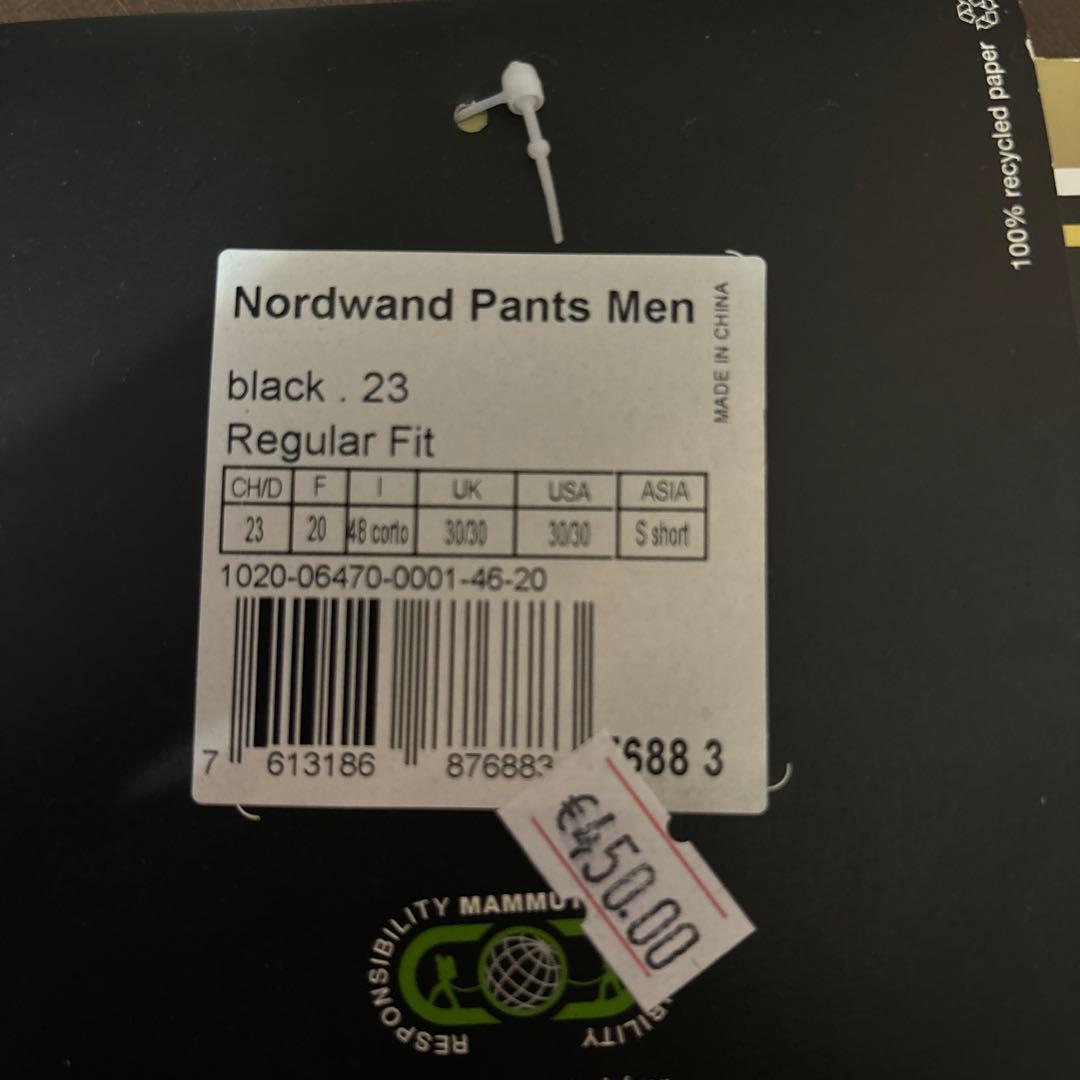 100% recycled paper
Nordwand Pants Men
MADE IN CHINA
black . 23
Regular Fit
CH/D F I UK USA ASIA
23 20 48 corto 30/30 30/30 S short
1020-06470-0001-46-20
7 613186 876883
688 3
€450.00
RESPONSIBILITY MAMMUT
RESPONSIBILITY